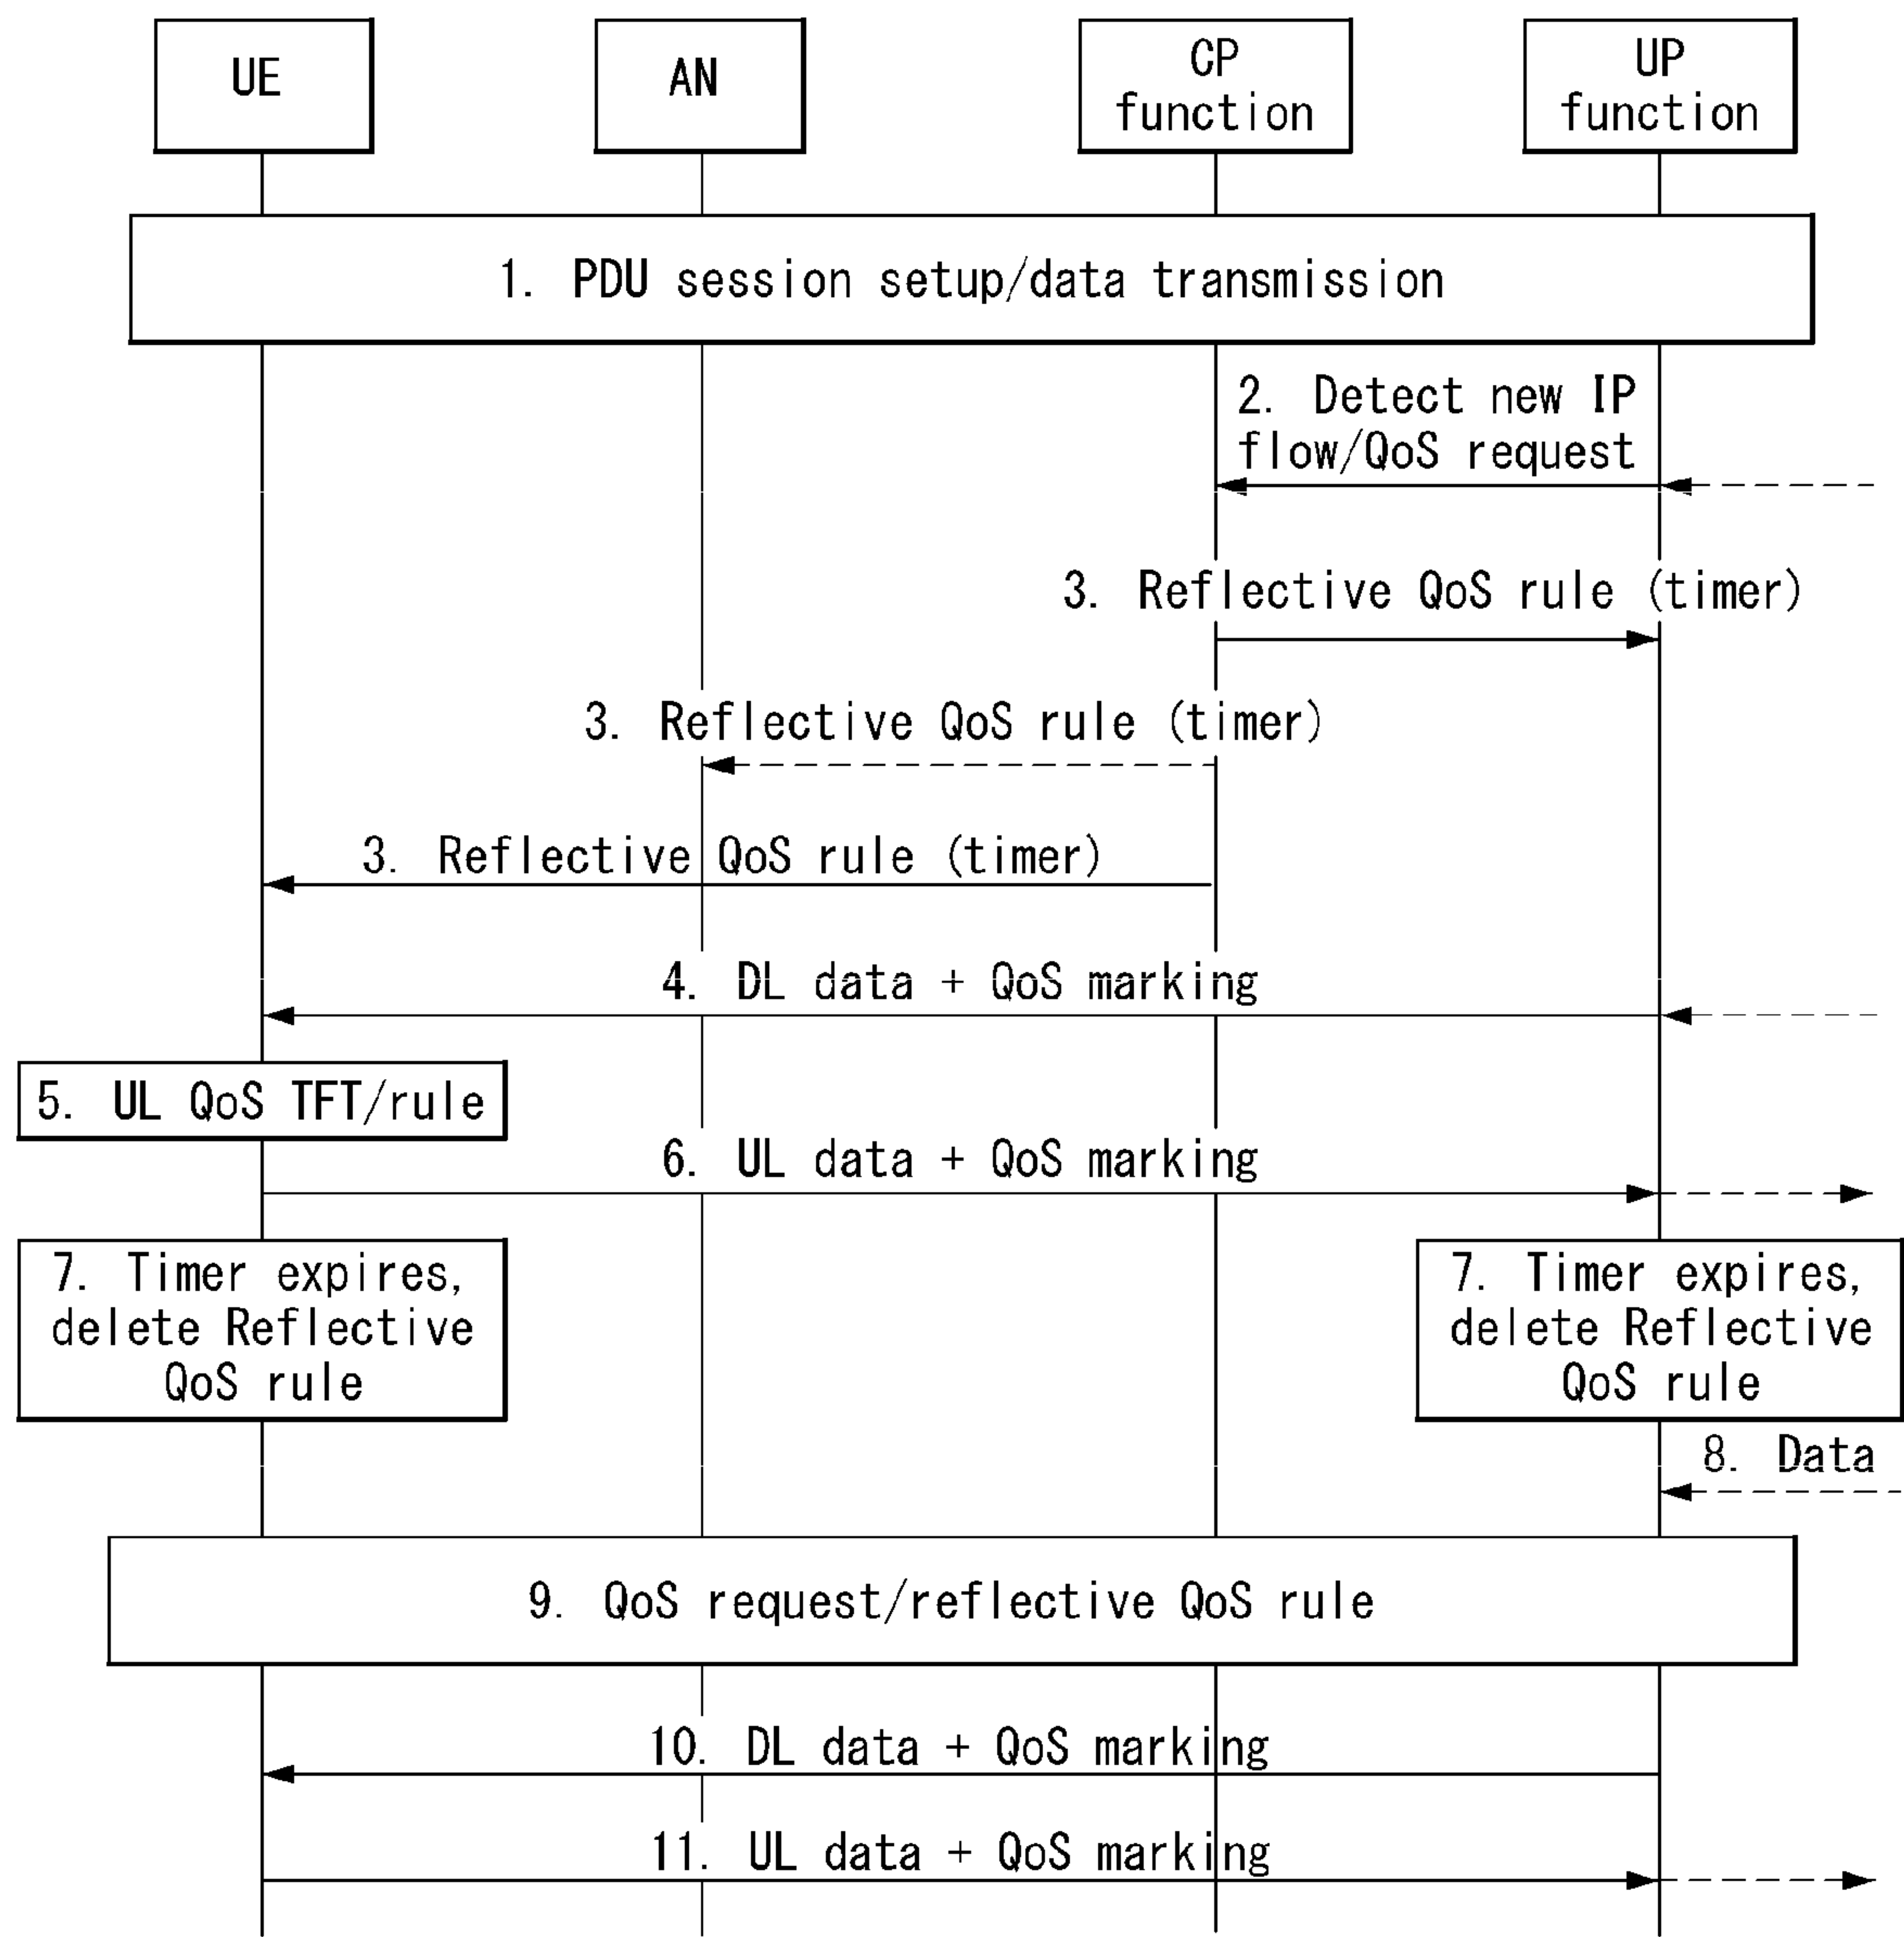 UE
AN
CP
function
UP
function
1. PDU session setup/data transmission
2. Detect new IP
flow/QoS request
3. Reflective QoS rule (timer)
3. Reflective QoS rule (timer)
3. Reflective QoS rule (timer)
4. DL data + QoS marking
5. UL QoS TFT/rule
6. UL data + QoS marking
7. Timer expires,
delete Reflective
QoS rule
7. Timer expires,
delete Reflective
QoS rule
8. Data
9. QoS request/reflective QoS rule
10. DL data + QoS marking
11. UL data + QoS marking